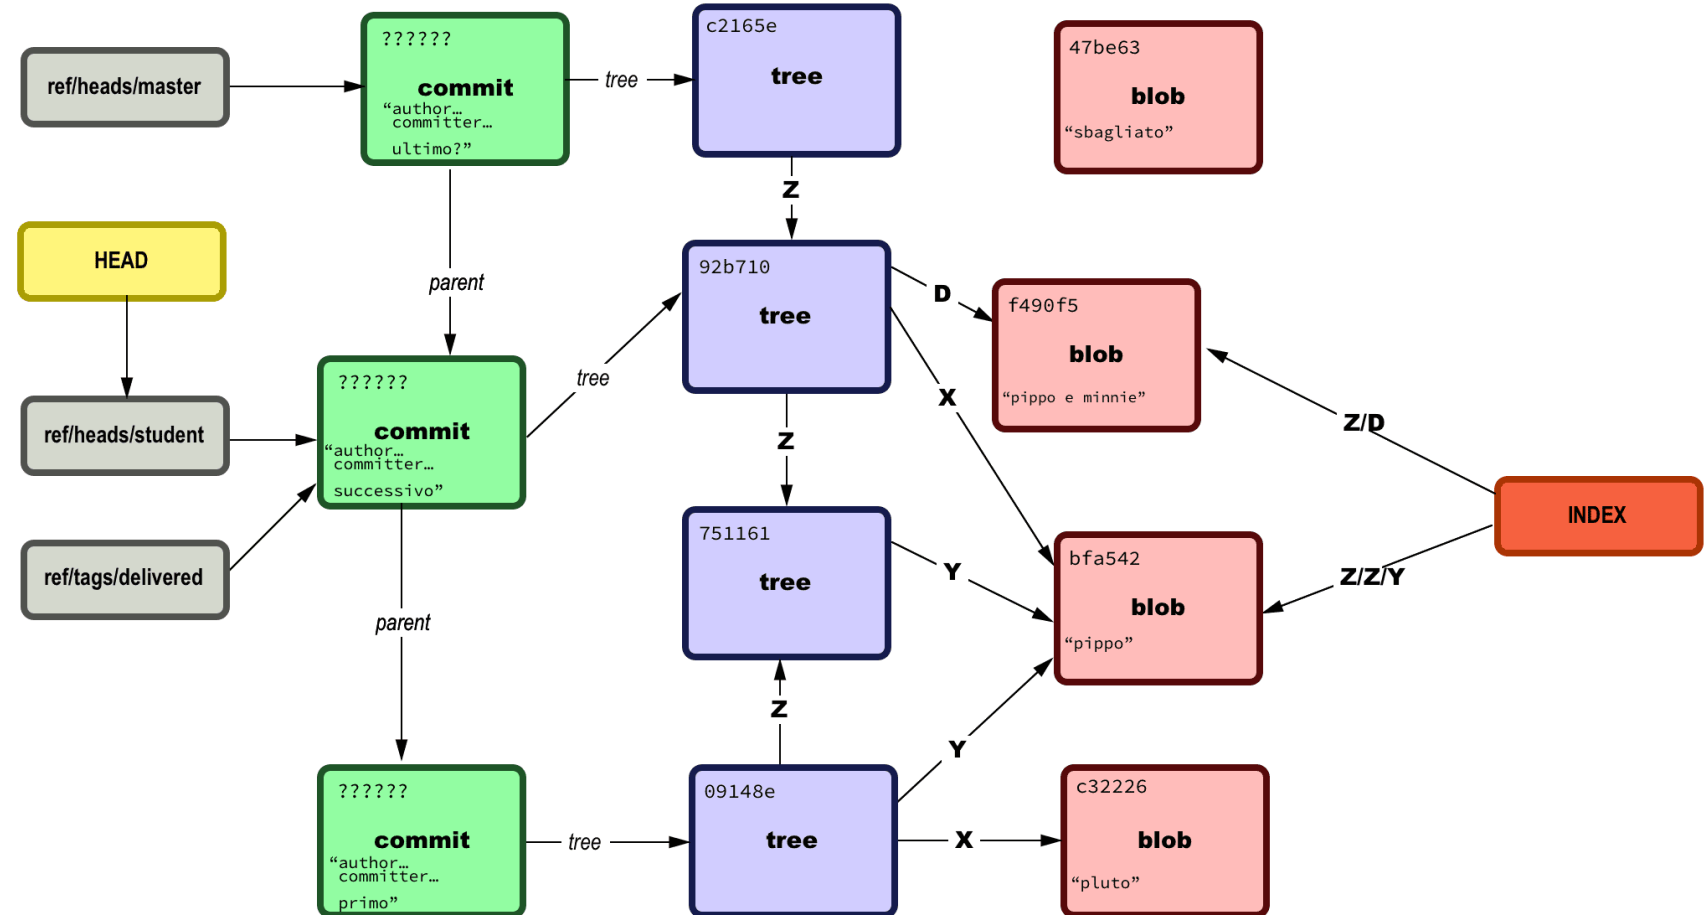 c2165e
??????
47be63
tree
ref/heads/master
commit
tree
blob
“author…
committer…
“sbagliato”
ultimo?”
Z
HEAD
92b710
parent
D
f490f5
tree
blob
tree
??????
X
“pippo e minnie”
Z/D
ref/heads/student
commit
Z
“author…
committer…
successivo”
INDEX
751161
bfa542
ref/tags/delivered
tree
Y
Z/Z/Y
blob
parent
“pippo”
Z
Y
??????
09148e
c32226
commit
tree
tree
X
blob
“author…
committer…
“pluto”
primo”